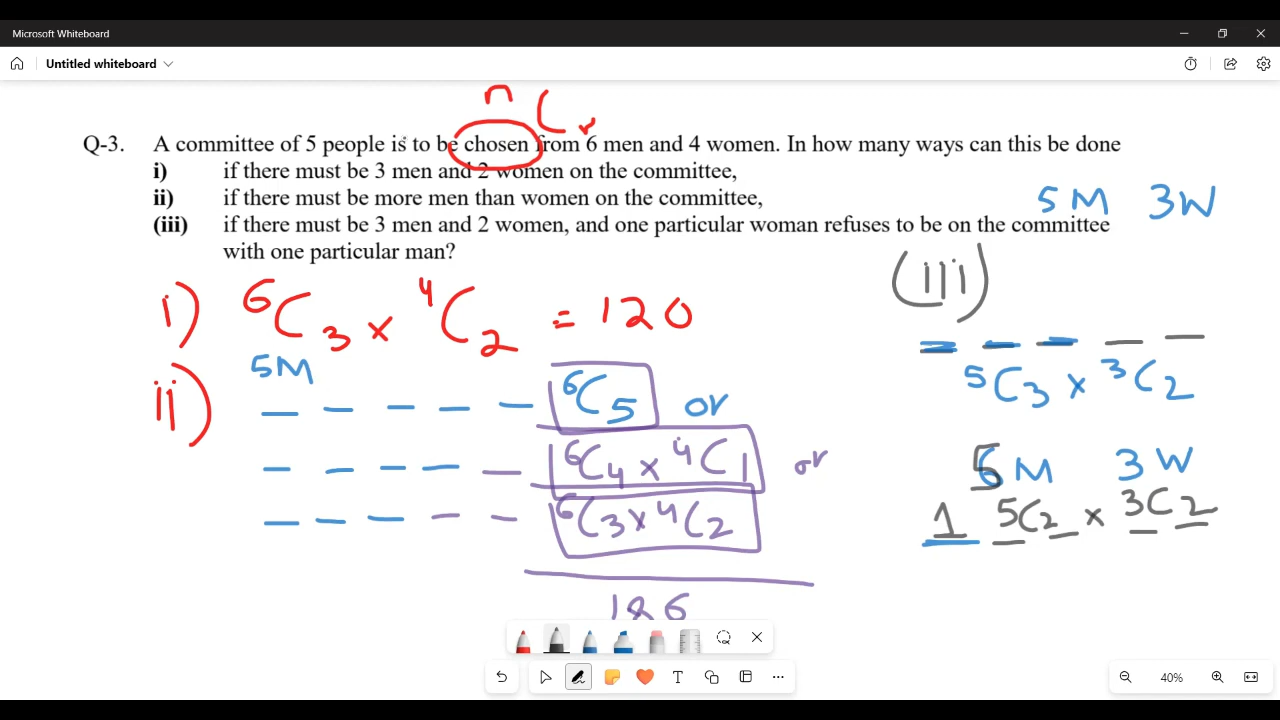 Microsoft Whiteboard
Untitled whiteboard
n C r
Q-3. A committee of 5 people is to be chosen from 6 men and 4 women. In how many ways can this be done
i) if there must be 3 men and 2 women on the committee,
ii) if there must be more men than women on the committee,
(iii) if there must be 3 men and 2 women, and one particular woman refuses to be on the committee
with one particular man?
i) ⁶C₃ × ⁴C₂ = 120
ii) 5M
⁶C₅ or
⁶C₄ × ⁴C₁ or
⁶C₃ × ⁴C₂
186
5M 3W
(iii)
⁵C₃ × ³C₂
5M 3W
1 5C₂ × ³C₂
40%